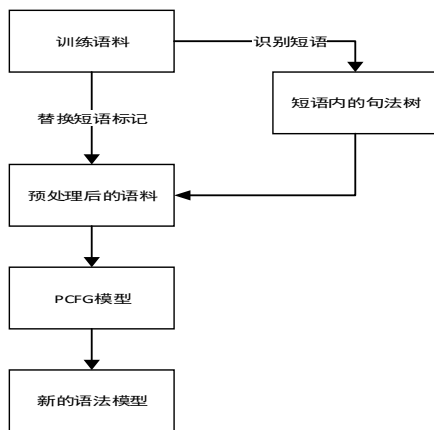 训练语料
识别短语
短语内的句法树
替换短语标记
预处理后的语料
PCFG模型
新的语法模型